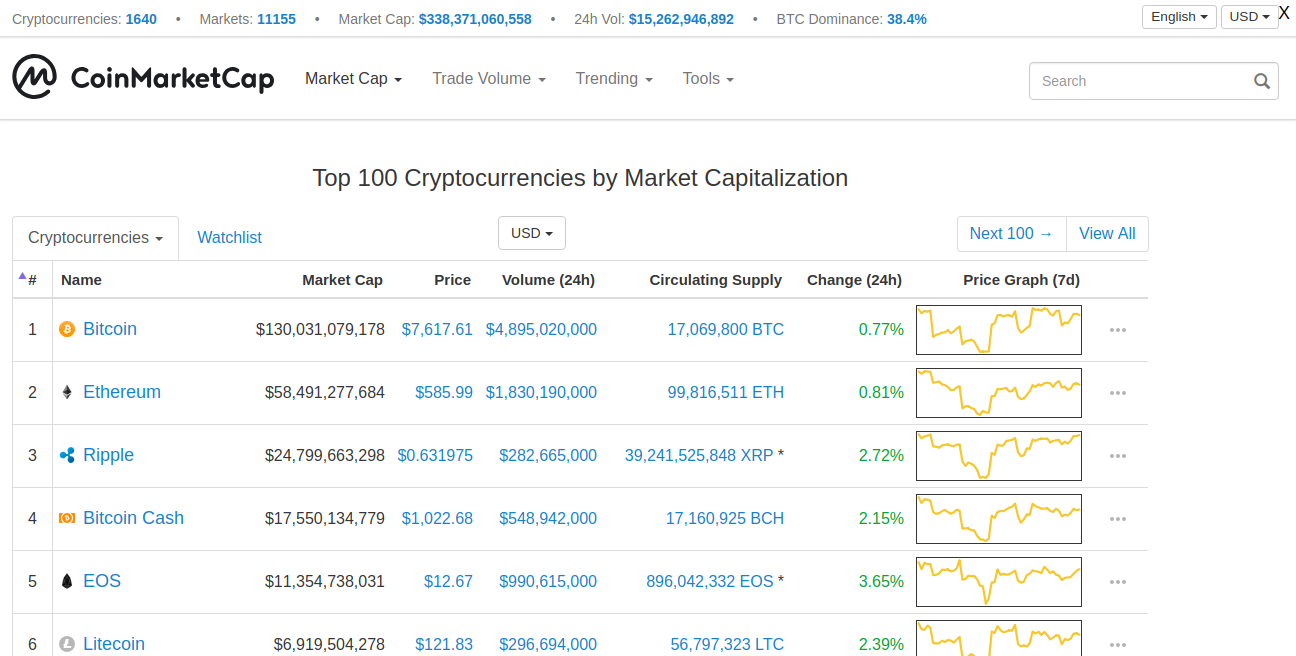 Cryptocurrencies: 1640 • Markets: 11155 • Market Cap: $338,371,060,558 • 24h Vol: $15,262,946,892 • BTC Dominance: 38.4% English USD X
CoinMarketCap Market Cap Trade Volume Trending Tools Search
Top 100 Cryptocurrencies by Market Capitalization
Cryptocurrencies Watchlist USD Next 100 → View All
# Name Market Cap Price Volume (24h) Circulating Supply Change (24h) Price Graph (7d)
1 Bitcoin $130,031,079,178 $7,617.61 $4,895,020,000 17,069,800 BTC 0.77%
2 Ethereum $58,491,277,684 $585.99 $1,830,190,000 99,816,511 ETH 0.81%
3 Ripple $24,799,663,298 $0.631975 $282,665,000 39,241,525,848 XRP * 2.72%
4 Bitcoin Cash $17,550,134,779 $1,022.68 $548,942,000 17,160,925 BCH 2.15%
5 EOS $11,354,738,031 $12.67 $990,615,000 896,042,332 EOS * 3.65%
6 Litecoin $6,919,504,278 $121.83 $296,694,000 56,797,323 LTC 2.39%